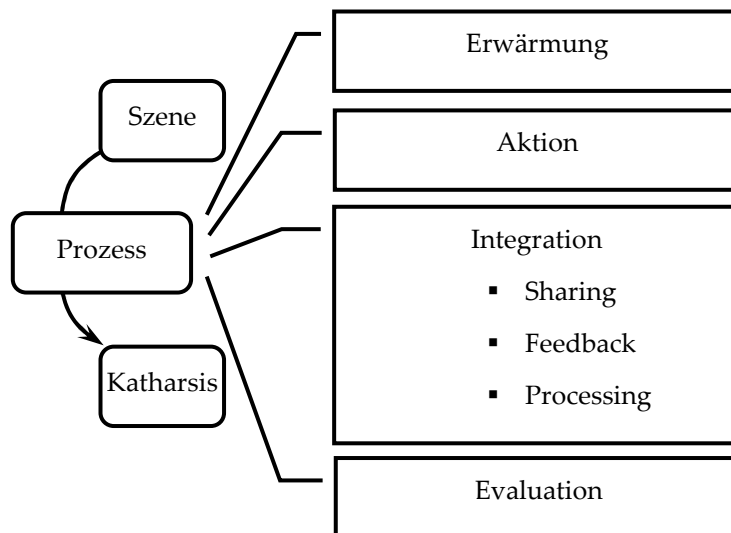 Szene
Prozess
Katharsis
Erwärmung
Aktion
Integration
▪ Sharing
▪ Feedback
▪ Processing
Evaluation